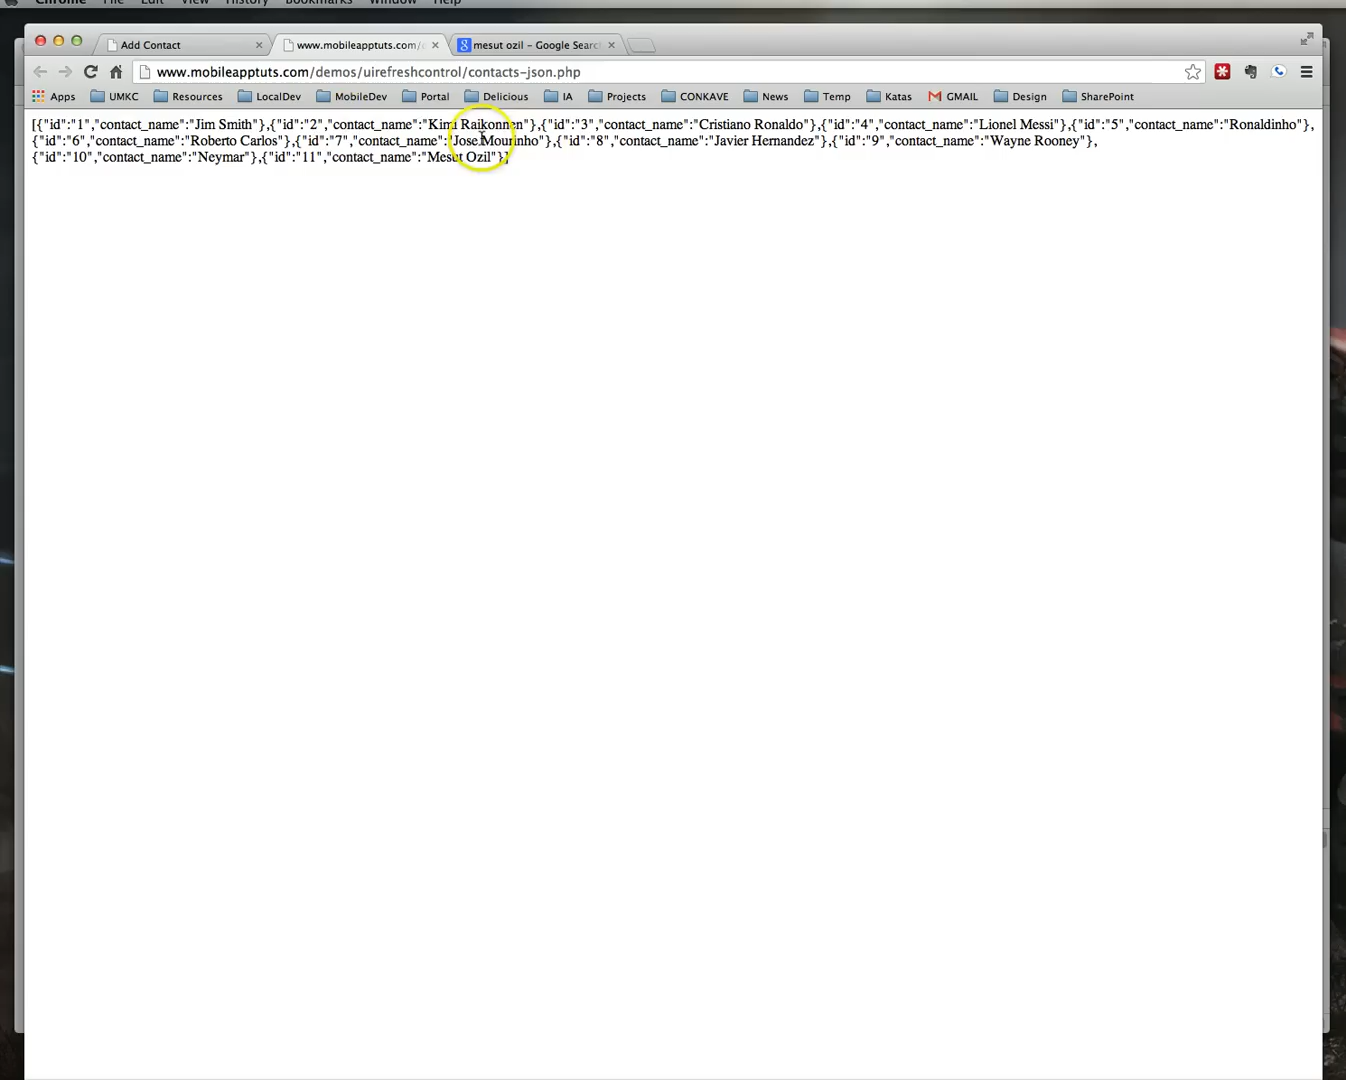 Chrome File Edit View History Bookmarks Window Help
Add Contact www.mobileapptuts.com/ mesut ozil – Google Searc
www.mobileapptuts.com/demos/uirefreshcontrol/contacts-json.php
Apps UMKC Resources LocalDev MobileDev Portal Delicious IA Projects CONKAVE News Temp Katas GMAIL Design SharePoint
[{"id":"1","contact_name":"Jim Smith"},{"id":"2","contact_name":"Kimi Raikonnen"},{"id":"3","contact_name":"Cristiano Ronaldo"},{"id":"4","contact_name":"Lionel Messi"},{"id":"5","contact_name":"Ronaldinho"},
{"id":"6","contact_name":"Roberto Carlos"},{"id":"7","contact_name":"Jose Mourinho"},{"id":"8","contact_name":"Javier Hernandez"},{"id":"9","contact_name":"Wayne Rooney"},
{"id":"10","contact_name":"Neymar"},{"id":"11","contact_name":"Mesut Ozil"}]